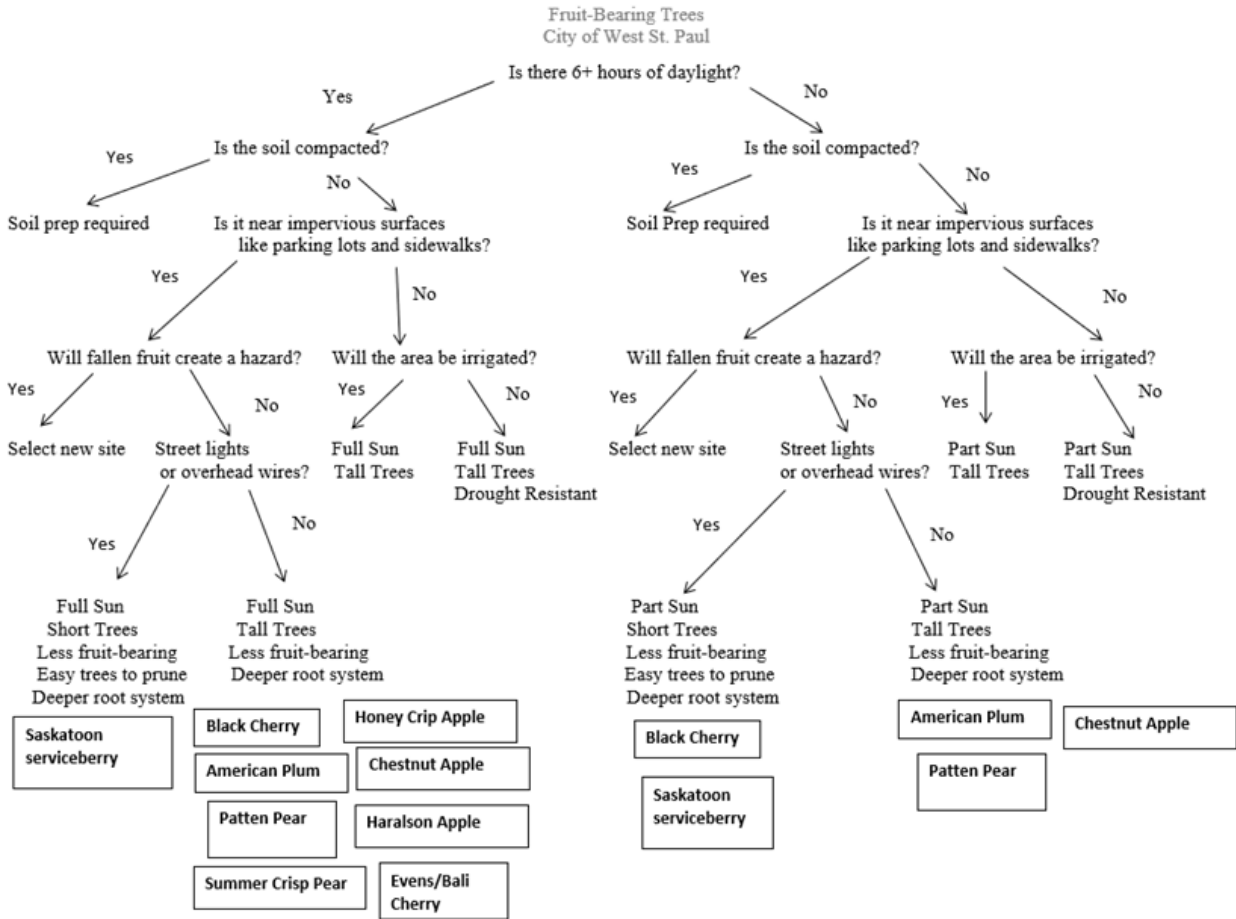 Fruit-Bearing Trees
City of West St. Paul
Is there 6+ hours of daylight?
Yes
No
Is the soil compacted?
Is the soil compacted?
Yes
No
Yes
No
Soil prep required
Is it near impervious surfaces
like parking lots and sidewalks?
Soil Prep required
Is it near impervious surfaces
like parking lots and sidewalks?
Yes
No
Yes
No
Will fallen fruit create a hazard?
Will the area be irrigated?
Will fallen fruit create a hazard?
Will the area be irrigated?
Yes
No
Yes
No
Yes
No
Yes
No
Select new site
Street lights
or overhead wires?
Full Sun
Tall Trees
Full Sun
Tall Trees
Drought Resistant
Select new site
Street lights
or overhead wires?
Part Sun
Tall Trees
Part Sun
Tall Trees
Drought Resistant
Yes
No
Yes
No
Full Sun
Short Trees
Less fruit-bearing
Easy trees to prune
Deeper root system
Full Sun
Tall Trees
Less fruit-bearing
Deeper root system
Part Sun
Short Trees
Less fruit-bearing
Easy trees to prune
Deeper root system
Part Sun
Tall Trees
Less fruit-bearing
Deeper root system
Saskatoon
serviceberry
Black Cherry
Honey Crip Apple
American Plum
Chestnut Apple
Patten Pear
Haralson Apple
Summer Crisp Pear
Evens/Bali
Cherry
Black Cherry
Saskatoon
serviceberry
American Plum
Chestnut Apple
Patten Pear